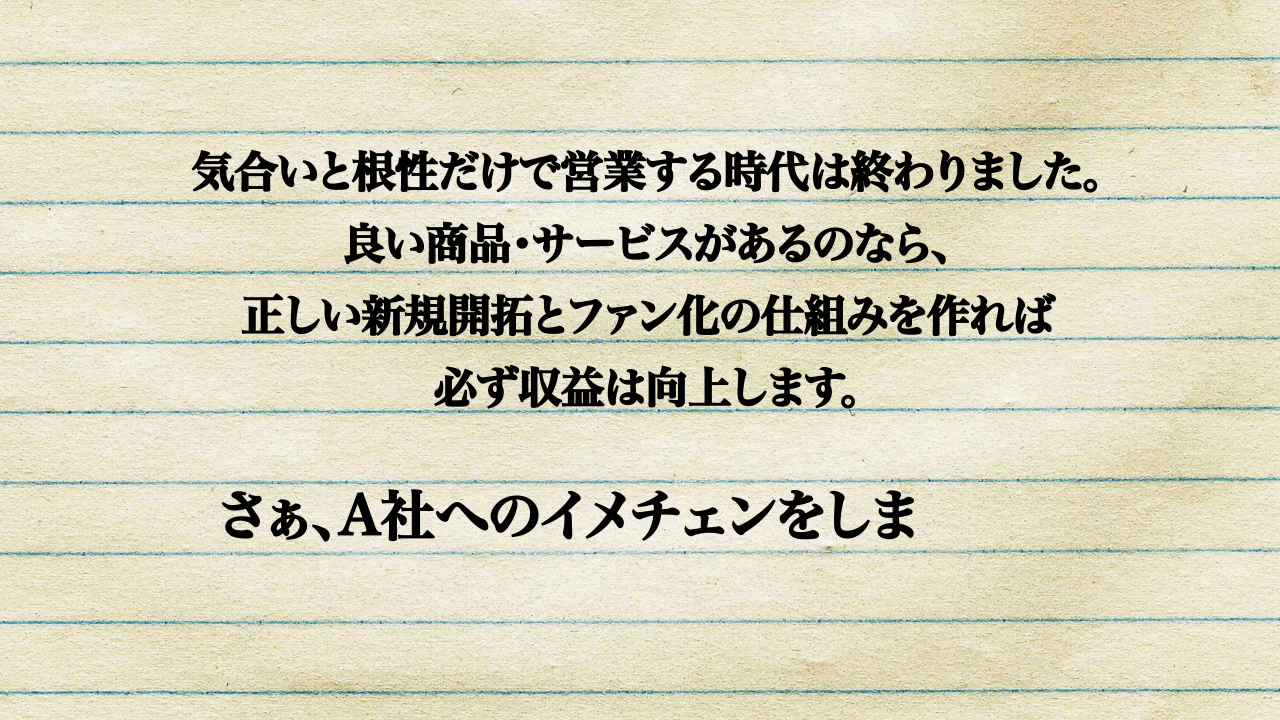 気合いと根性だけで営業する時代は終わりました。
良い商品・サービスがあるのなら、
正しい新規開拓とファン化の仕組みを作れば
必ず収益は向上します。
さぁ、A社へのイメチェンをしま